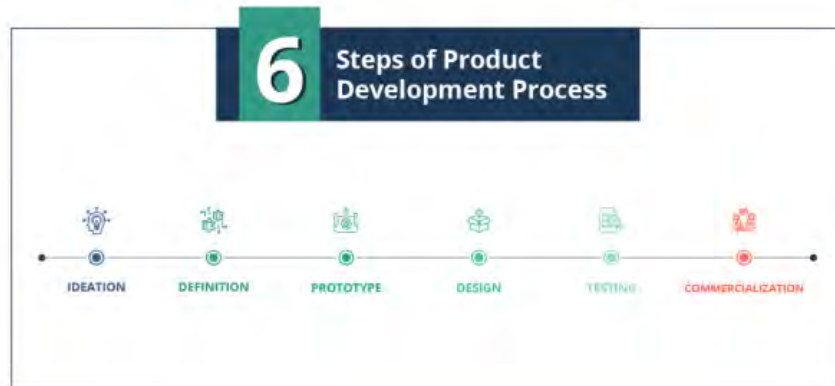 6
Steps of Product
Development Process
IDEATION
DEFINITION
PROTOTYPE
DESIGN
TESTING
COMMERCIALIZATION